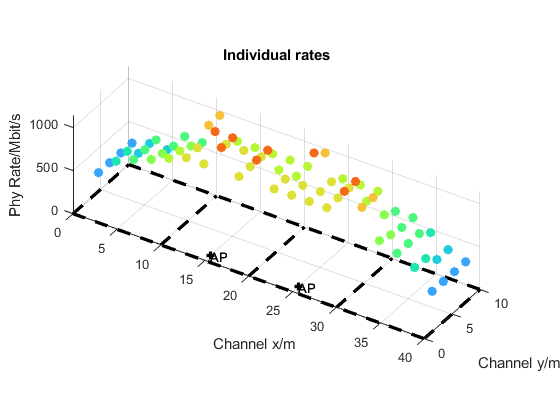 Individual rates
1000
500
0
Phy Rate/Mbit/s
0
5
10
15
20
25
30
35
40
AP
AP
0
5
10
Channel x/m
Channel y/m